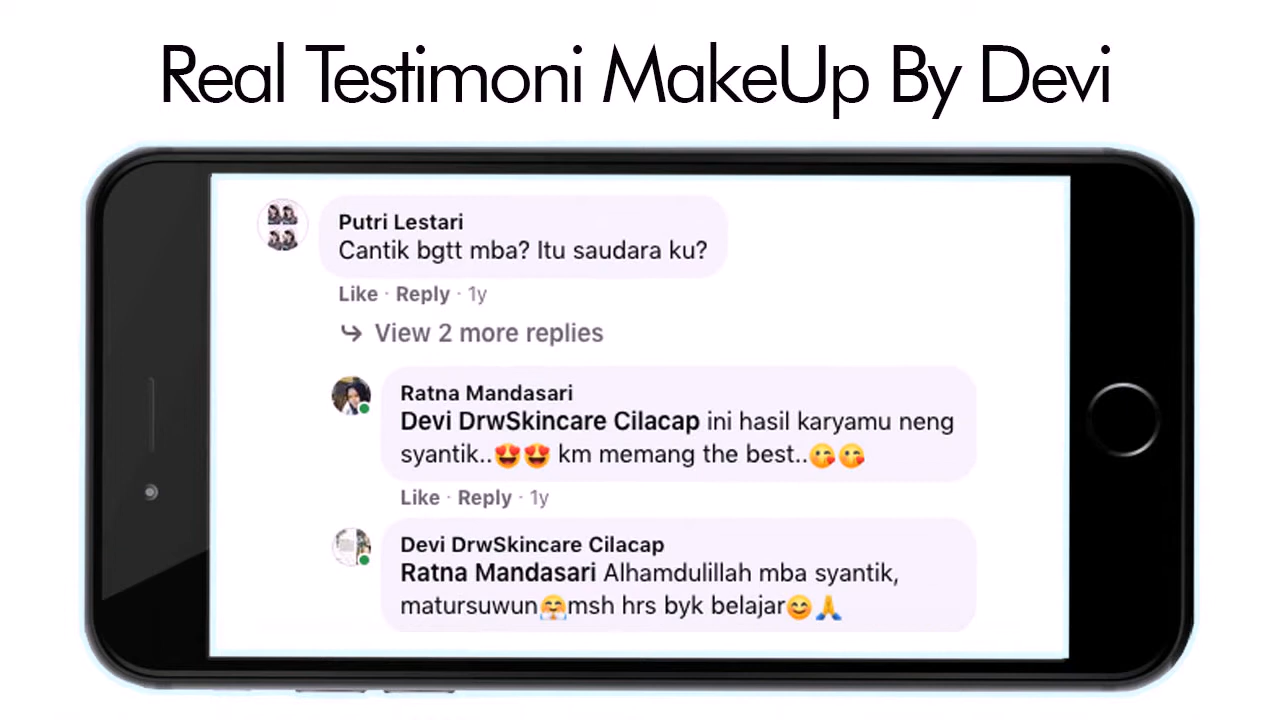 Real Testimoni MakeUp By Devi
Putri Lestari
Cantik bgtt mba? Itu saudara ku?
Like · Reply · 1y
View 2 more replies
Ratna Mandasari
Devi DrwSkincare Cilacap ini hasil karyamu neng
syantik..😍😍 km memang the best..😘😘
Like · Reply · 1y
Devi DrwSkincare Cilacap
Ratna Mandasari Alhamdulillah mba syantik,
matursuwun🤗msh hrs byk belajar😊🙏